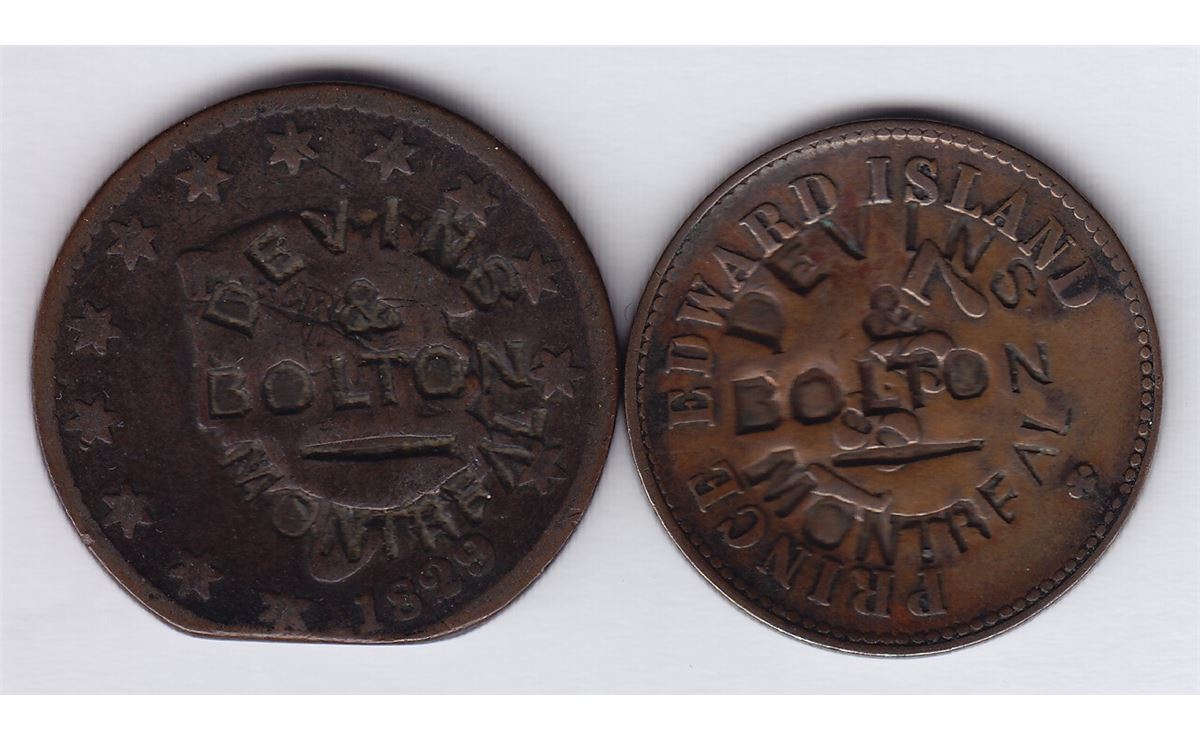 DEVINS
&
BOLTON
MONTREAL
1829
PRINCE EDWARD ISLAND
DEVINS
&
BOLTON
MONTREAL